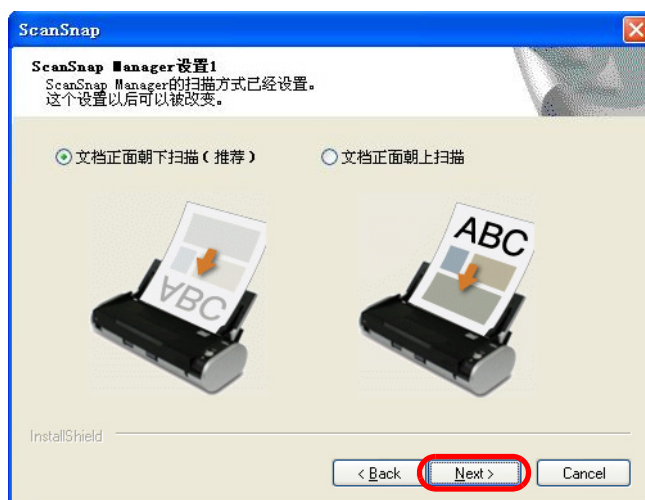 ScanSnap
ScanSnap Manager设置1
ScanSnap Manager的扫描方式已经设置。
这个设置以后可以被改变。
文档正面朝下扫描(推荐)
文档正面朝上扫描
ABC
ABC
InstallShield
< Back
Next >
Cancel